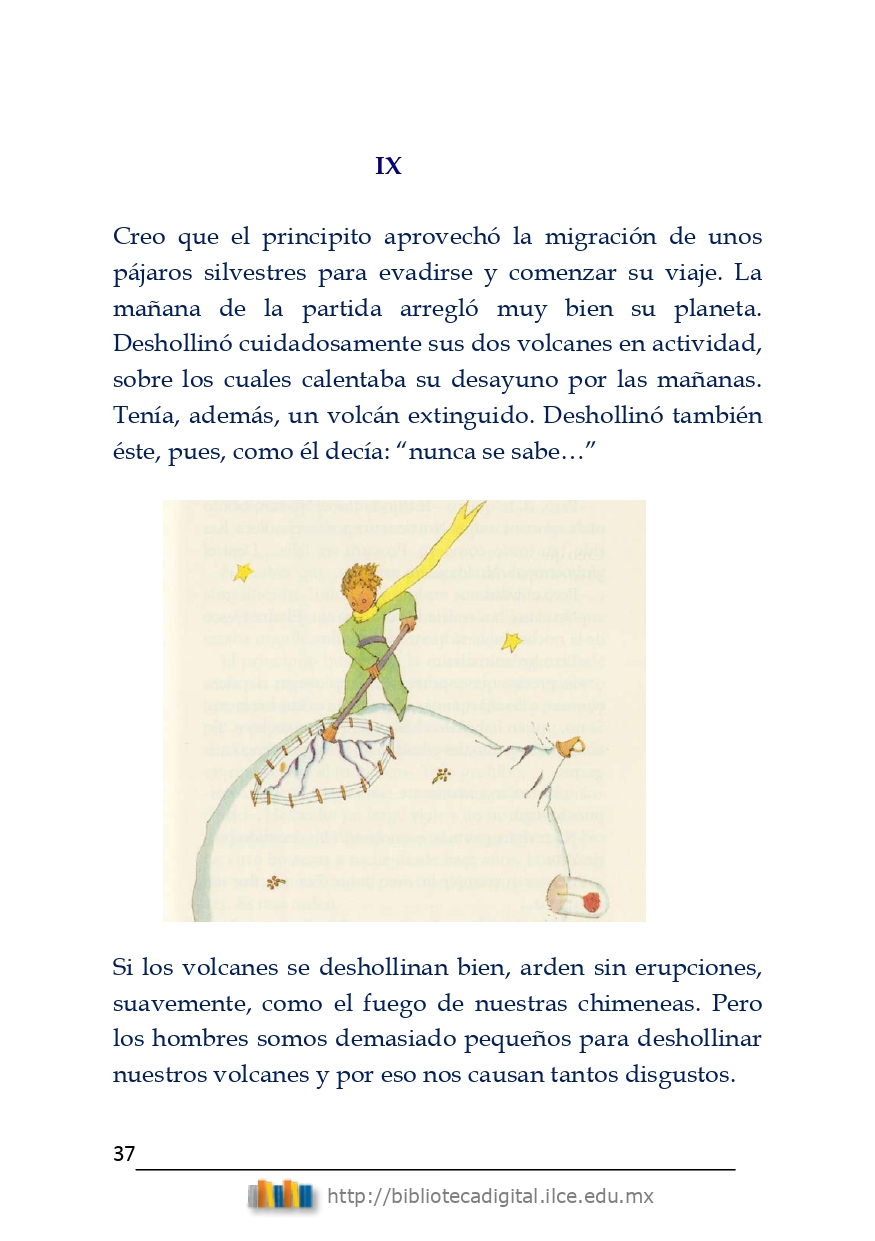 IX
Creo que el principito aprovechó la migración de unos
pájaros silvestres para evadirse y comenzar su viaje. La
mañana de la partida arregló muy bien su planeta.
Deshollinó cuidadosamente sus dos volcanes en actividad,
sobre los cuales calentaba su desayuno por las mañanas.
Tenía, además, un volcán extinguido. Deshollinó también
éste, pues, como él decía: “nunca se sabe…”
Si los volcanes se deshollinan bien, arden sin erupciones,
suavemente, como el fuego de nuestras chimeneas. Pero
los hombres somos demasiado pequeños para deshollinar
nuestros volcanes y por eso nos causan tantos disgustos.
37
http://bibliotecadigital.ilce.edu.mx